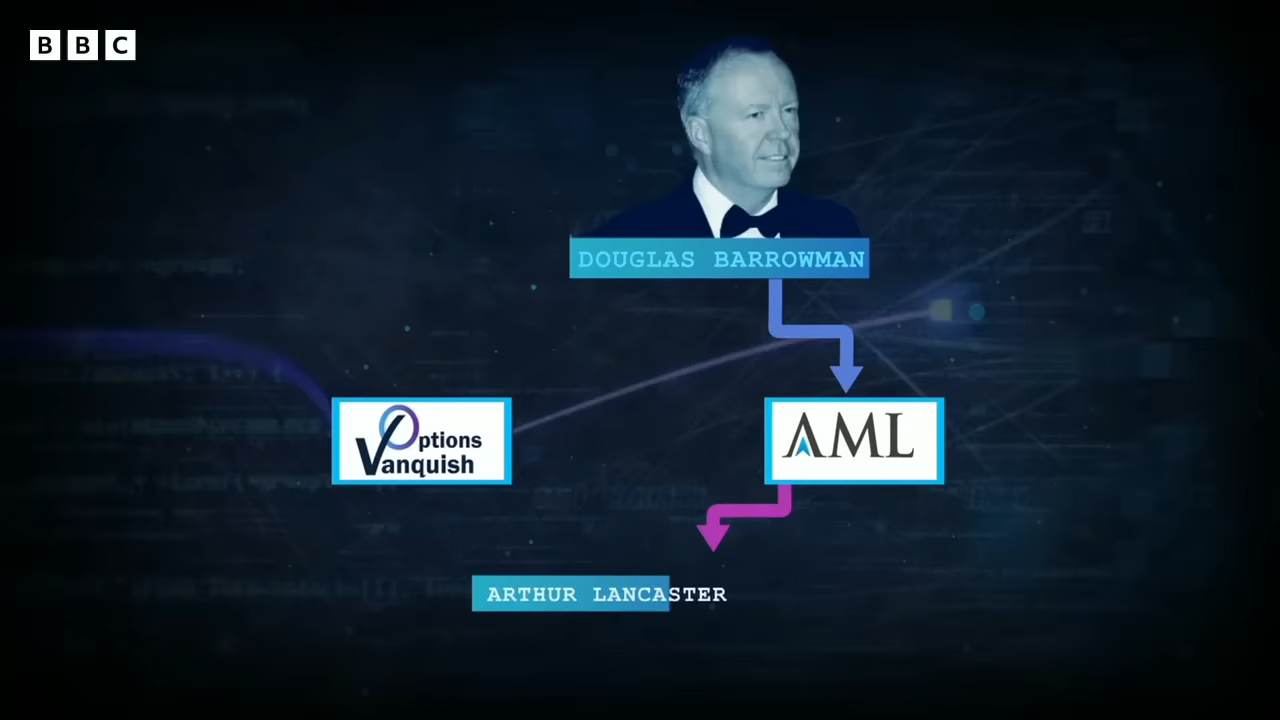 BBC
DOUGLAS BARROWMAN
Options
Vanquish
AML
ARTHUR LANCASTER